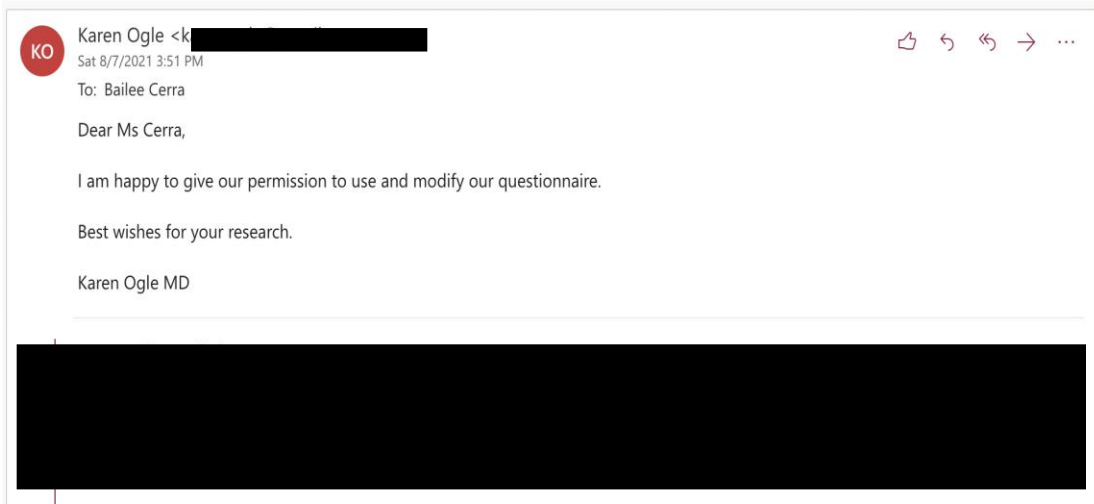 KO
Karen Ogle <k
Sat 8/7/2021 3:51 PM
To: Bailee Cerra
Dear Ms Cerra,
I am happy to give our permission to use and modify our questionnaire.
Best wishes for your research.
Karen Ogle MD